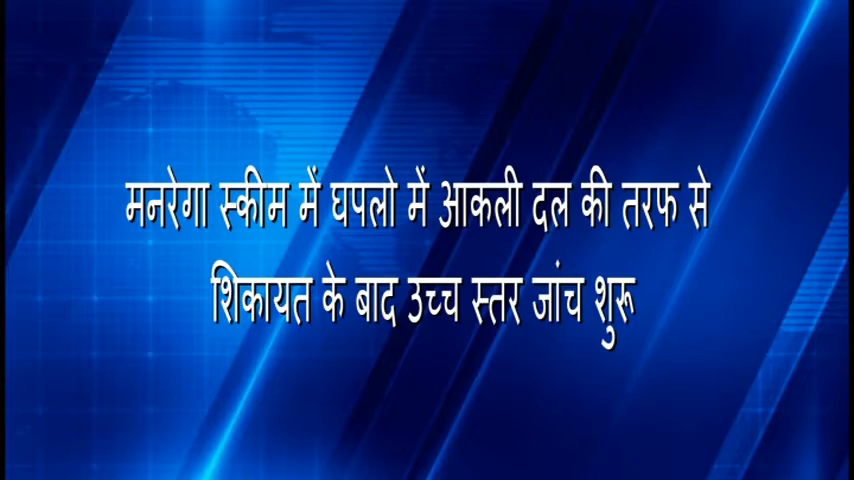 मनरेगा स्कीम में घपलो में आकली दल की तरफ से
शिकायत के बाद उच्च स्तर जांच शुरू